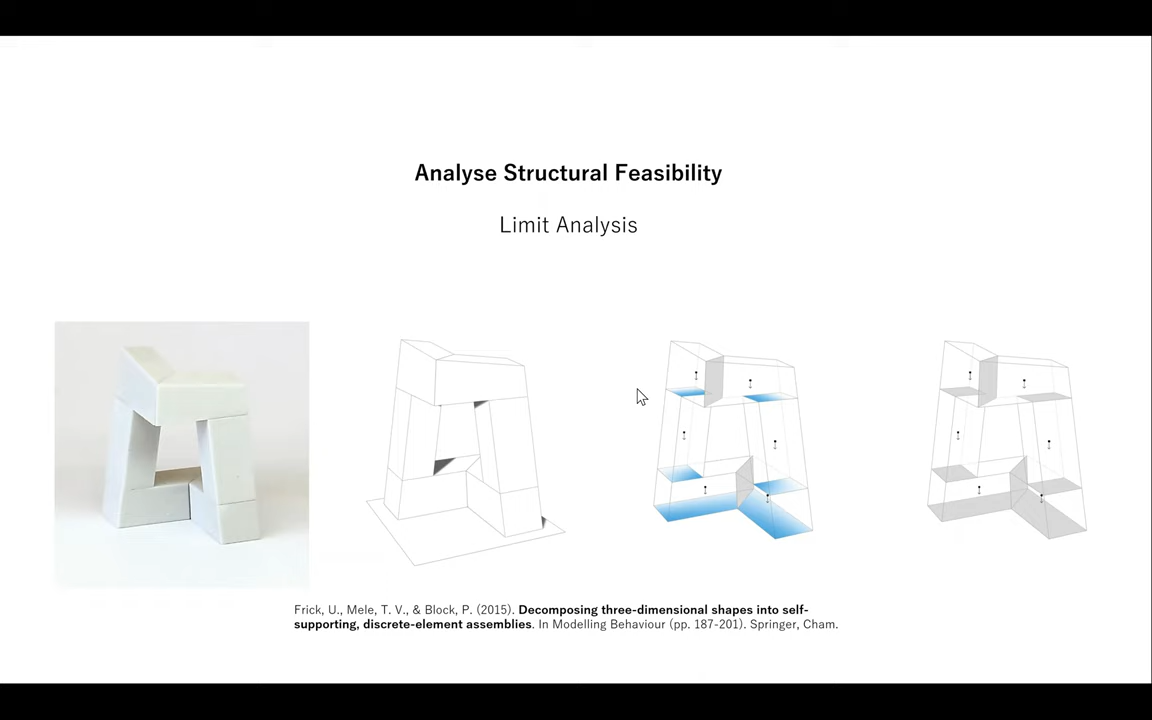 Analyse Structural Feasibility
Limit Analysis
Frick, U., Mele, T. V., & Block, P. (2015). Decomposing three-dimensional shapes into self-
supporting, discrete-element assemblies. In Modelling Behaviour (pp. 187-201). Springer, Cham.